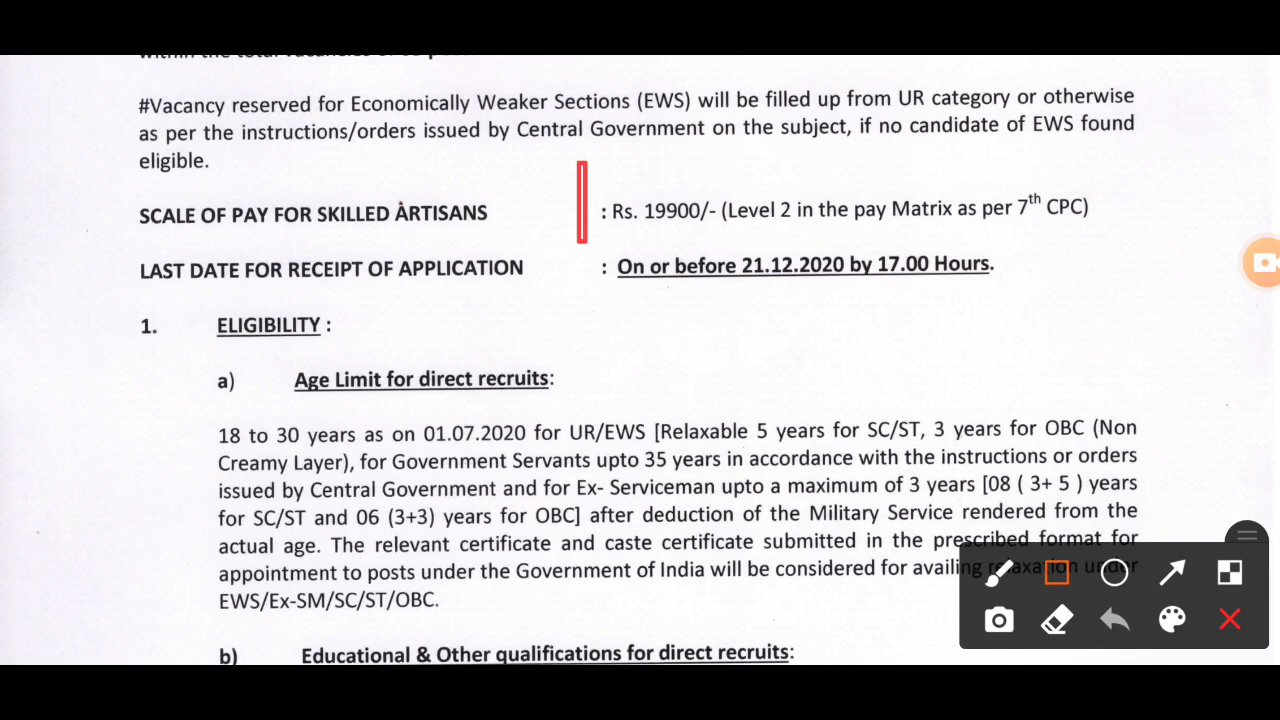 #Vacancy reserved for Economically Weaker Sections (EWS) will be filled up from UR category or otherwise
as per the instructions/orders issued by Central Government on the subject, if no candidate of EWS found
eligible.
SCALE OF PAY FOR SKILLED ARTISANS : Rs. 19900/- (Level 2 in the pay Matrix as per 7th CPC)
LAST DATE FOR RECEIPT OF APPLICATION : On or before 21.12.2020 by 17.00 Hours.
1. ELIGIBILITY :
a) Age Limit for direct recruits:
18 to 30 years as on 01.07.2020 for UR/EWS [Relaxable 5 years for SC/ST, 3 years for OBC (Non
Creamy Layer), for Government Servants upto 35 years in accordance with the instructions or orders
issued by Central Government and for Ex- Serviceman upto a maximum of 3 years [08 ( 3+ 5 ) years
for SC/ST and 06 (3+3) years for OBC] after deduction of the Military Service rendered from the
actual age. The relevant certificate and caste certificate submitted in the prescribed format for
appointment to posts under the Government of India will be considered for availing relaxation under
EWS/Ex-SM/SC/ST/OBC.
b) Educational & Other qualifications for direct recruits: